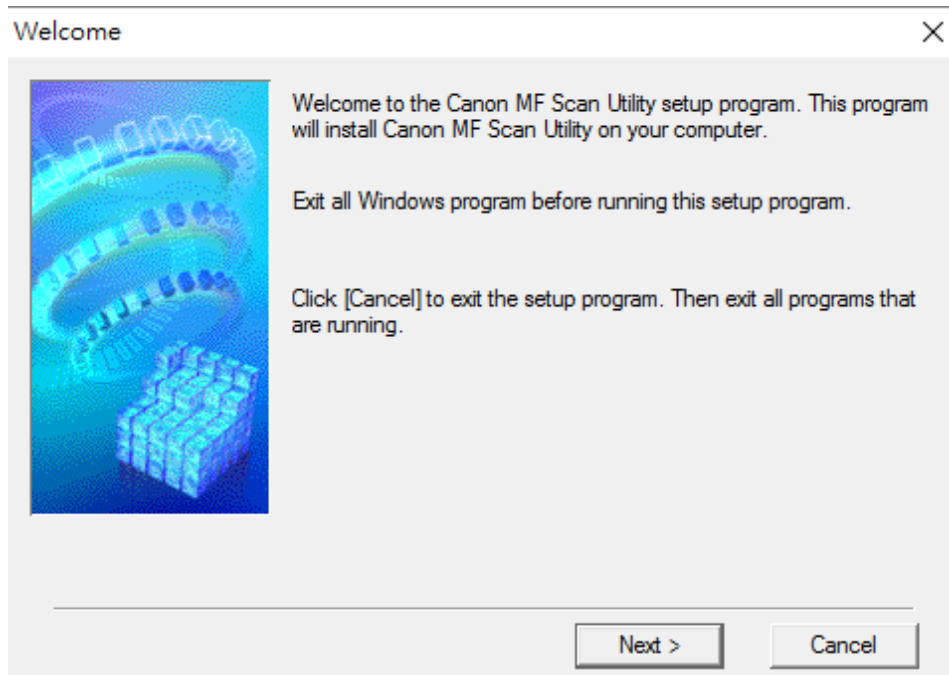 Welcome
Welcome to the Canon MF Scan Utility setup program. This program
will install Canon MF Scan Utility on your computer.
Exit all Windows program before running this setup program.
Click [Cancel] to exit the setup program. Then exit all programs that
are running.
Next >
Cancel